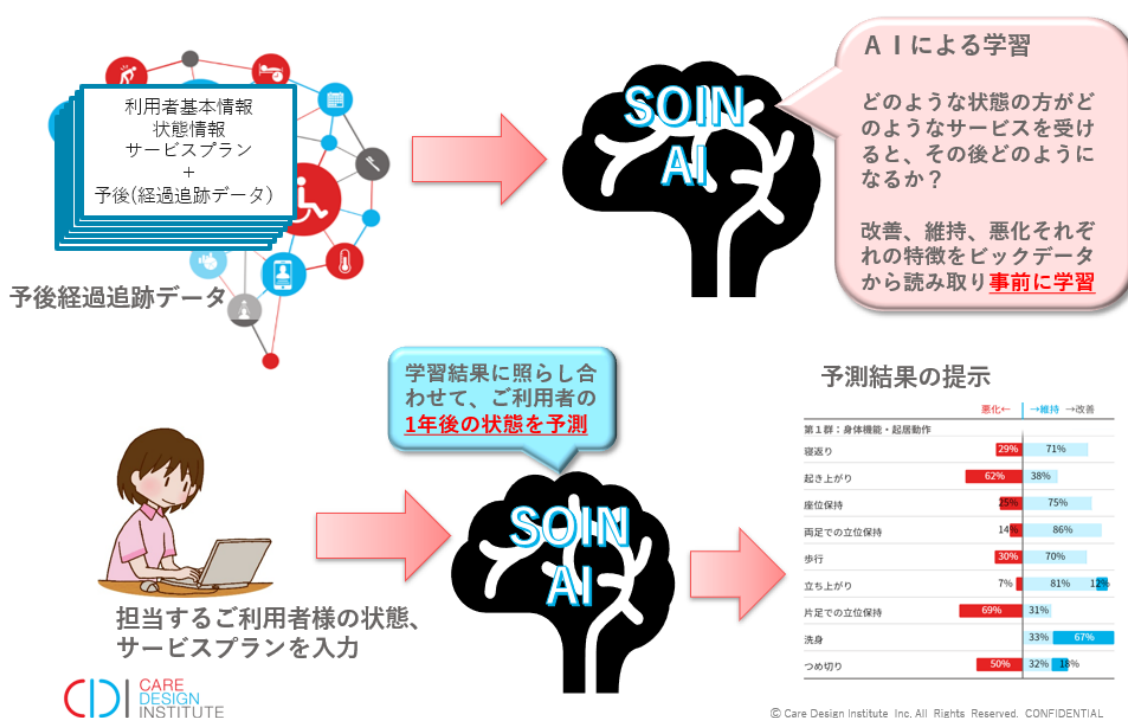 利用者基本情報
状態情報
サービスプラン
+
予後(経過追跡データ)
予後経過追跡データ
SOIN
AI
ＡＩによる学習
どのような状態の方がど
のようなサービスを受け
ると、その後どのように
なるか？
改善、維持、悪化それぞ
れの特徴をビックデータ
から読み取り事前に学習
学習結果に照らし合
わせて、ご利用者の
1年後の状態を予測
SOIN
AI
担当するご利用者様の状態、
サービスプランを入力
予測結果の提示
悪化← →維持 →改善
第１群：身体機能・起居動作
寝返り 29% 71%
起き上がり 62% 38%
座位保持 25% 75%
両足での立位保持 14% 86%
歩行 30% 70%
立ち上がり 7% 81% 12%
片足での立位保持 69% 31%
洗身 33% 67%
つめ切り 50% 32% 18%
CDI
CARE
DESIGN
INSTITUTE
© Care Design Institute Inc. All Rights Reserved. CONFIDENTIAL